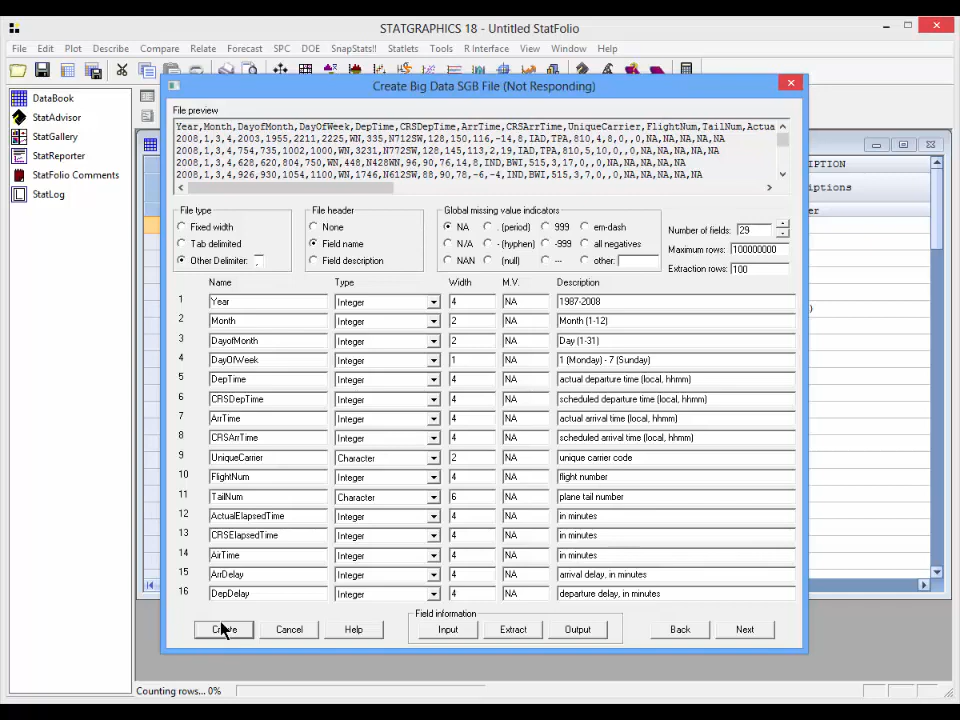 STATGRAPHICS 18 - Untitled StatFolio
File Edit Plot Describe Compare Relate Forecast SPC DOE SnapStats!! Statlets Tools R Interface View Window Help
DataBook
StatAdvisor
StatGallery
StatReporter
StatFolio Comments
StatLog
Create Big Data SGB File (Not Responding)
File preview
Year,Month,DayofMonth,DayOfWeek,DepTime,CRSDepTime,ArrTime,CRSArrTime,UniqueCarrier,FlightNum,TailNum,Actua
2008,1,3,4,2003,1955,2211,2225,WN,335,N712SW,128,150,116,-14,8,IAD,TPA,810,4,8,0,,0,NA,NA,NA,NA,NA
2008,1,3,4,754,735,1002,1000,WN,3231,N772SW,128,145,113,2,19,IAD,TPA,810,5,10,0,,0,NA,NA,NA,NA,NA
2008,1,3,4,628,620,804,750,WN,448,N428WN,96,90,76,14,8,IND,BWI,515,3,17,0,,0,NA,NA,NA,NA,NA
2008,1,3,4,926,930,1054,1100,WN,1746,N612SW,88,90,78,-6,-4,IND,BWI,515,3,7,0,,0,NA,NA,NA,NA,NA
File type
Fixed width
Tab delimited
Other Delimiter: ,
File header
None
Field name
Field description
Global missing value indicators
NA . (period) 999 em-dash
N/A - (hyphen) -999 all negatives
NAN (null) --- other:
Number of fields: 29
Maximum rows: 100000000
Extraction rows: 100
Name Type Width M.V. Description
1 Year Integer 4 NA 1987-2008
2 Month Integer 2 NA Month (1-12)
3 DayofMonth Integer 2 NA Day (1-31)
4 DayOfWeek Integer 1 NA 1 (Monday) - 7 (Sunday)
5 DepTime Integer 4 NA actual departure time (local, hhmm)
6 CRSDepTime Integer 4 NA scheduled departure time (local, hhmm)
7 ArrTime Integer 4 NA actual arrival time (local, hhmm)
8 CRSArrTime Integer 4 NA scheduled arrival time (local, hhmm)
9 UniqueCarrier Character 2 NA unique carrier code
10 FlightNum Integer 4 NA flight number
11 TailNum Character 6 NA plane tail number
12 ActualElapsedTime Integer 4 NA in minutes
13 CRSElapsedTime Integer 4 NA in minutes
14 AirTime Integer 4 NA in minutes
15 ArrDelay Integer 4 NA arrival delay, in minutes
16 DepDelay Integer 4 NA departure delay, in minutes
Field information
Create Cancel Help Input Extract Output Back Next
RIPTION
riptions
er
)
Counting rows... 0%